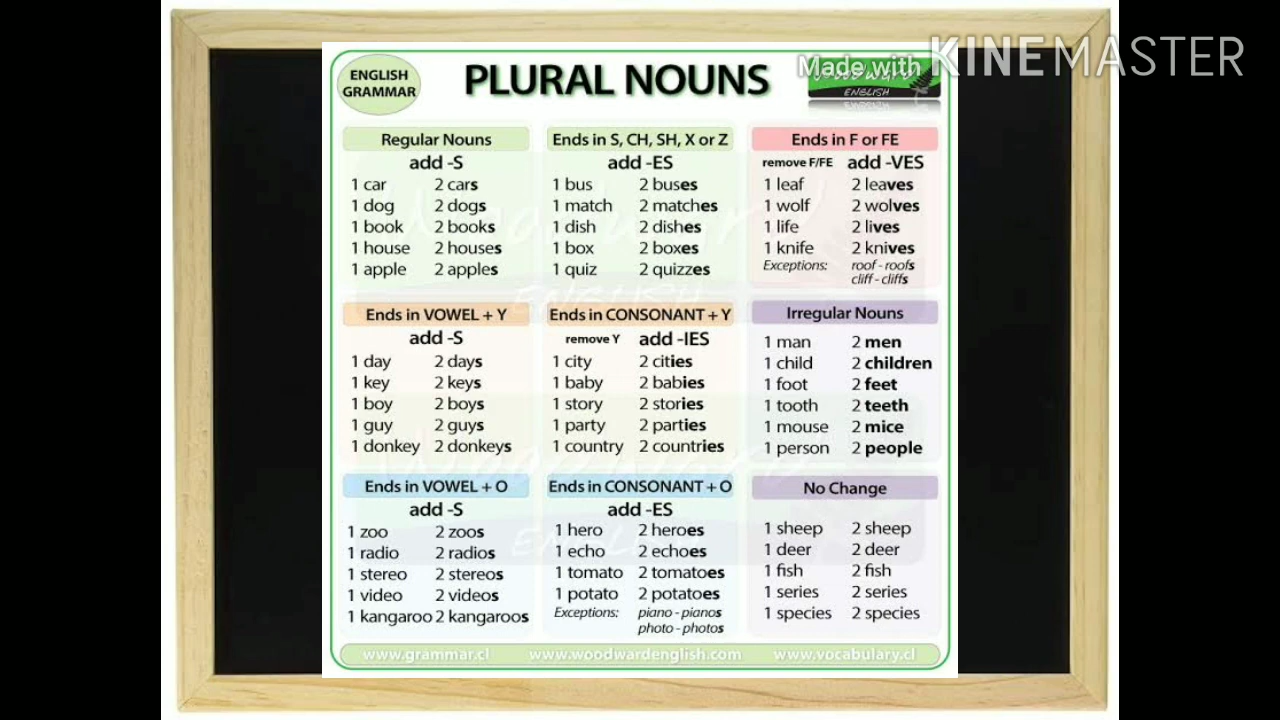 Made with KINEMASTER
ENGLISH
GRAMMAR
PLURAL NOUNS
ENGLISH
Regular Nouns
add -S
1 car 2 cars
1 dog 2 dogs
1 book 2 books
1 house 2 houses
1 apple 2 apples
Ends in S, CH, SH, X or Z
add -ES
1 bus 2 buses
1 match 2 matches
1 dish 2 dishes
1 box 2 boxes
1 quiz 2 quizzes
Ends in F or FE
remove F/FE add -VES
1 leaf 2 leaves
1 wolf 2 wolves
1 life 2 lives
1 knife 2 knives
Exceptions: roof - roofs
cliff - cliffs
Ends in VOWEL + Y
add -S
1 day 2 days
1 key 2 keys
1 boy 2 boys
1 guy 2 guys
1 donkey 2 donkeys
Ends in CONSONANT + Y
remove Y add -IES
1 city 2 cities
1 baby 2 babies
1 story 2 stories
1 party 2 parties
1 country 2 countries
Irregular Nouns
1 man 2 men
1 child 2 children
1 foot 2 feet
1 tooth 2 teeth
1 mouse 2 mice
1 person 2 people
Ends in VOWEL + O
add -S
1 zoo 2 zoos
1 radio 2 radios
1 stereo 2 stereos
1 video 2 videos
1 kangaroo 2 kangaroos
Ends in CONSONANT + O
add -ES
1 hero 2 heroes
1 echo 2 echoes
1 tomato 2 tomatoes
1 potato 2 potatoes
Exceptions: piano - pianos
photo - photos
No Change
1 sheep 2 sheep
1 deer 2 deer
1 fish 2 fish
1 series 2 series
1 species 2 species
www.grammar.cl www.woodwardenglish.com www.vocabulary.cl